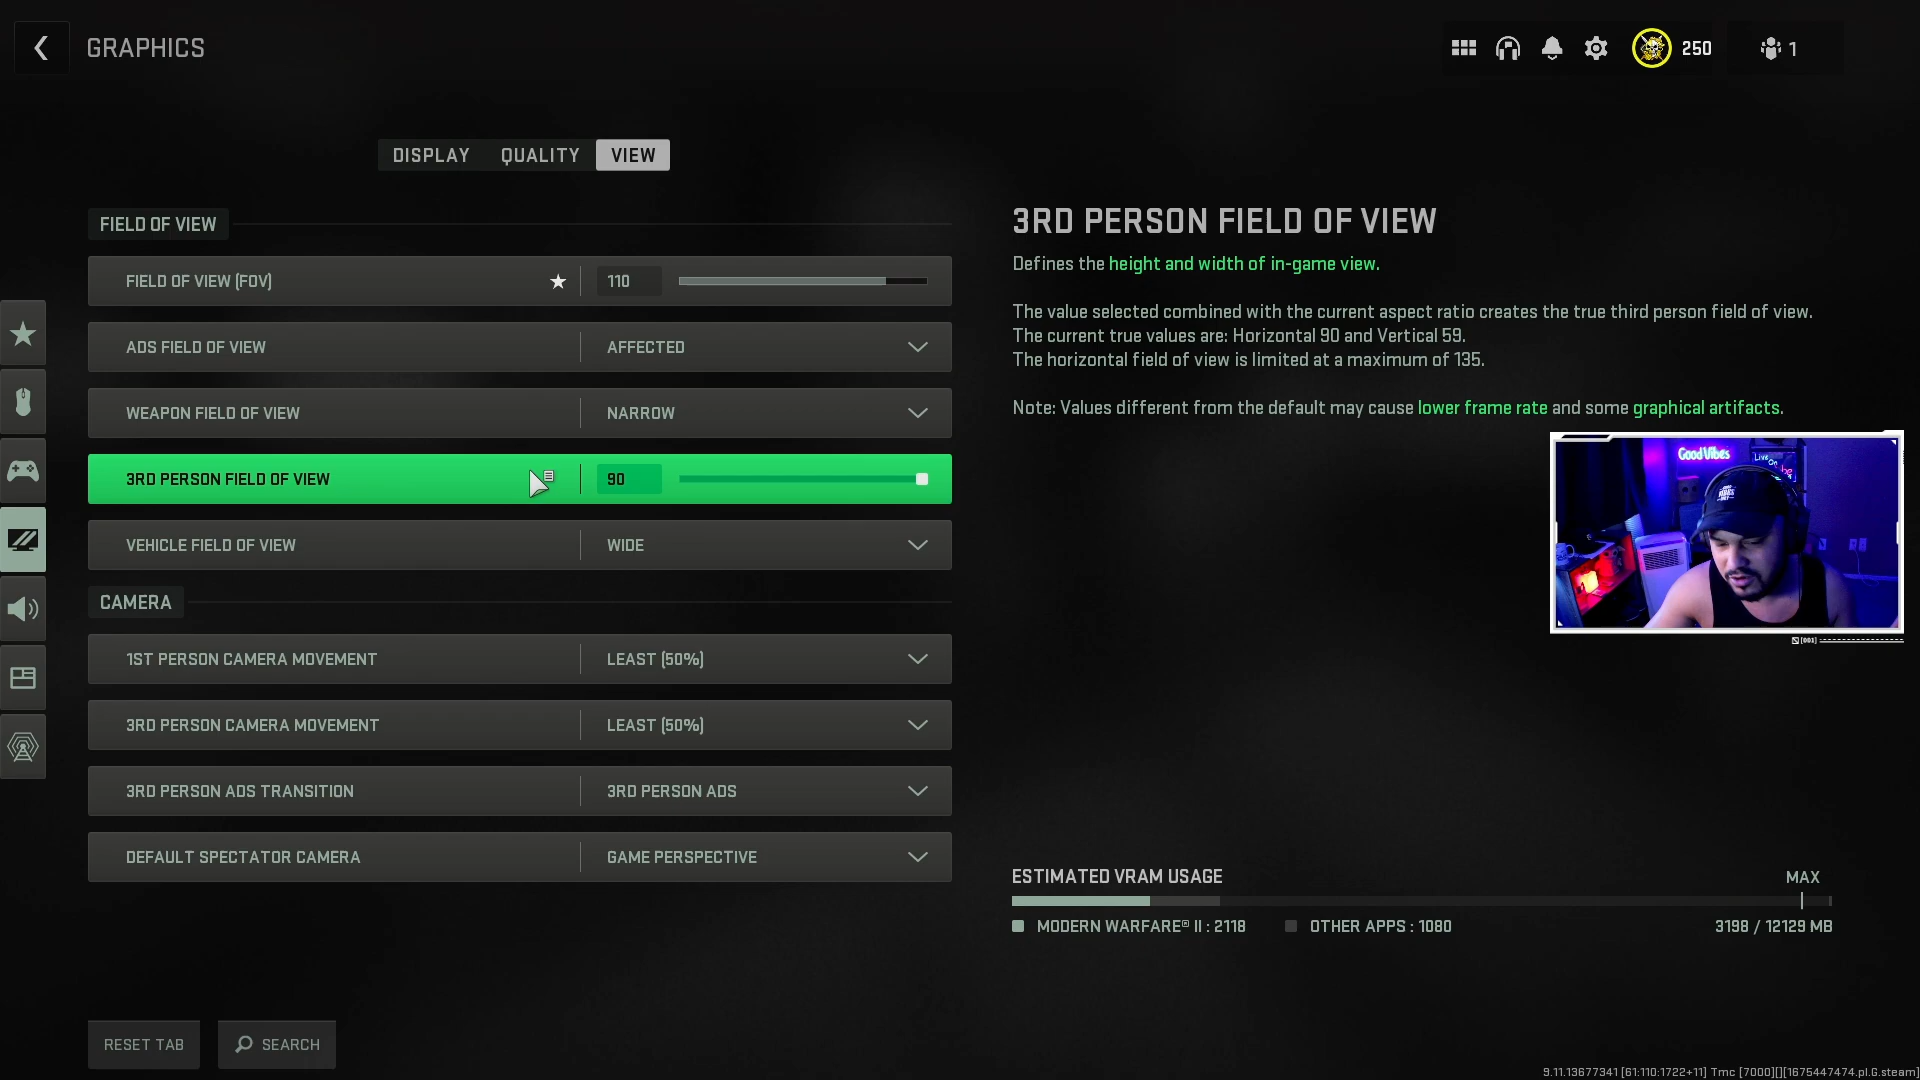 GRAPHICS
250
1
DISPLAY QUALITY VIEW
FIELD OF VIEW
FIELD OF VIEW (FOV) 110
ADS FIELD OF VIEW AFFECTED
WEAPON FIELD OF VIEW NARROW
3RD PERSON FIELD OF VIEW 90
VEHICLE FIELD OF VIEW WIDE
CAMERA
1ST PERSON CAMERA MOVEMENT LEAST (50%)
3RD PERSON CAMERA MOVEMENT LEAST (50%)
3RD PERSON ADS TRANSITION 3RD PERSON ADS
DEFAULT SPECTATOR CAMERA GAME PERSPECTIVE
3RD PERSON FIELD OF VIEW
Defines the height and width of in-game view.
The value selected combined with the current aspect ratio creates the true third person field of view.
The current true values are: Horizontal 90 and Vertical 59.
The horizontal field of view is limited at a maximum of 135.
Note: Values different from the default may cause lower frame rate and some graphical artifacts.
Good Vibes
Live On
[001]
ESTIMATED VRAM USAGE
MAX
MODERN WARFARE® II : 2118 OTHER APPS : 1080 3198 / 12129 MB
RESET TAB SEARCH
9.11.13677341 [61:110:1722+11] Tmc [7000][][1675447474.pl.G.steam]